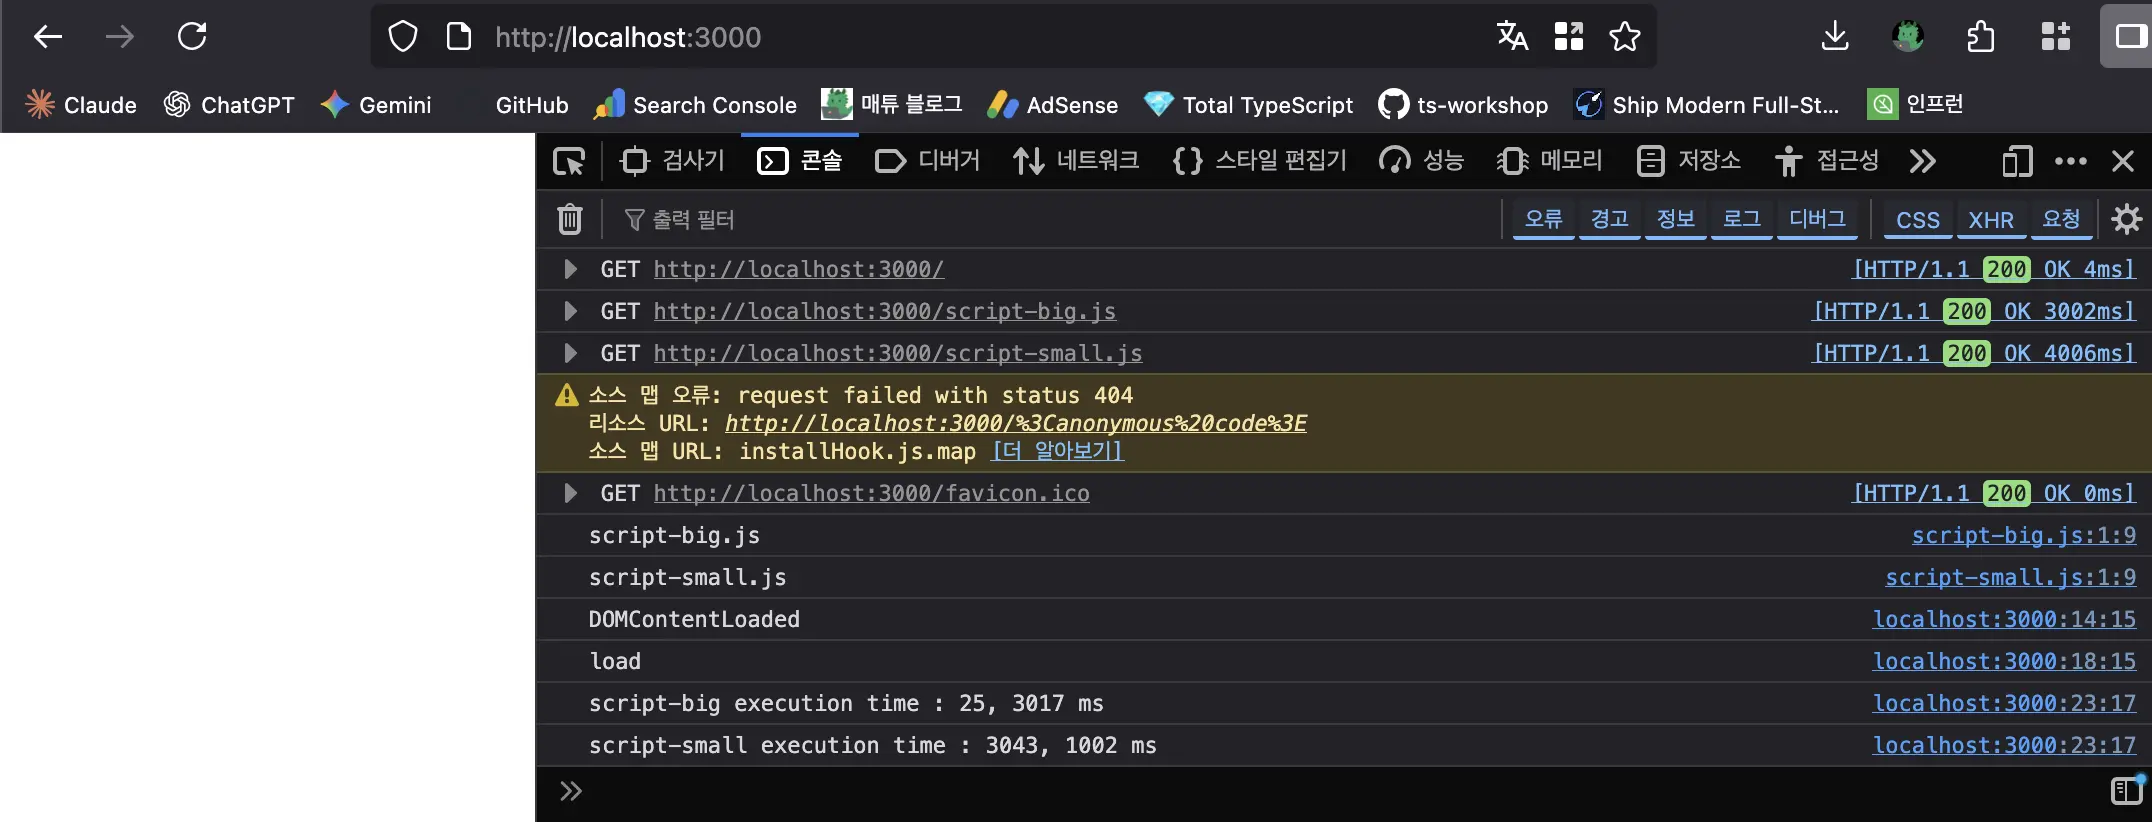 http://localhost:3000
Claude ChatGPT Gemini GitHub Search Console 매튜 블로그 AdSense Total TypeScript ts-workshop Ship Modern Full-St... 인프런
검사기 콘솔 디버거 네트워크 스타일 편집기 성능 메모리 저장소 접근성
출력 필터 오류 경고 정보 로그 디버그 CSS XHR 요청
GET http://localhost:3000/ [HTTP/1.1 200 OK 4ms]
GET http://localhost:3000/script-big.js [HTTP/1.1 200 OK 3002ms]
GET http://localhost:3000/script-small.js [HTTP/1.1 200 OK 4006ms]
소스 맵 오류: request failed with status 404
리소스 URL: http://localhost:3000/%3Canonymous%20code%3E
소스 맵 URL: installHook.js.map [더 알아보기]
GET http://localhost:3000/favicon.ico [HTTP/1.1 200 OK 0ms]
script-big.js script-big.js:1:9
script-small.js script-small.js:1:9
DOMContentLoaded localhost:3000:14:15
load localhost:3000:18:15
script-big execution time : 25, 3017 ms localhost:3000:23:17
script-small execution time : 3043, 1002 ms localhost:3000:23:17